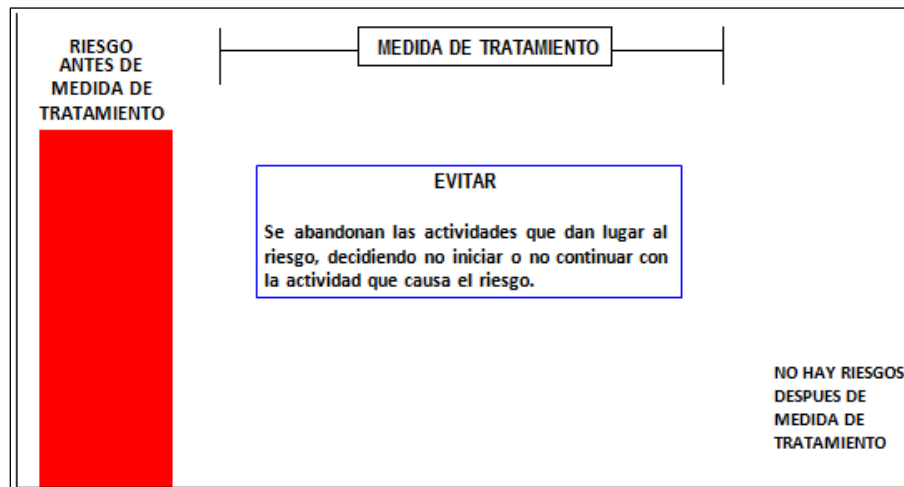 RIESGO
ANTES DE
MEDIDA DE
TRATAMIENTO
MEDIDA DE TRATAMIENTO
EVITAR
Se abandonan las actividades que dan lugar al
riesgo, decidiendo no iniciar o no continuar con
la actividad que causa el riesgo.
NO HAY RIESGOS
DESPUES DE
MEDIDA DE
TRATAMIENTO